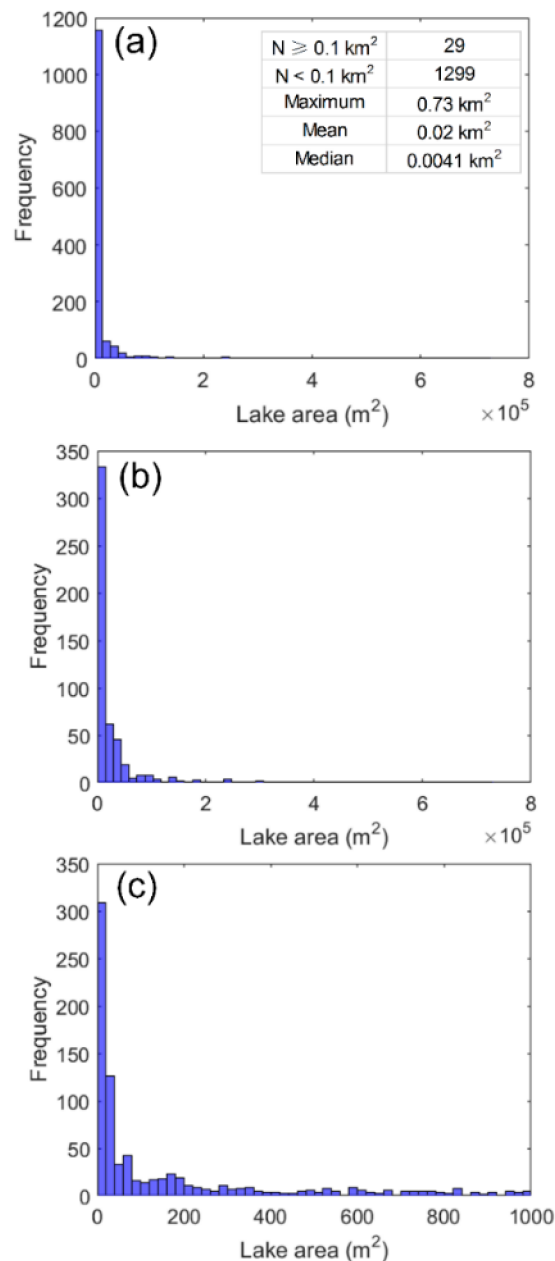 (a)
N ⩾ 0.1 km² 29
N < 0.1 km² 1299
Maximum 0.73 km²
Mean 0.02 km²
Median 0.0041 km²
1200
1000
800
600
400
200
0
Frequency
0 2 4 6 8
×10⁵
Lake area (m²)
(b)
350
300
250
200
150
100
50
0
Frequency
0 2 4 6 8
×10⁵
Lake area (m²)
(c)
350
300
250
200
150
100
50
0
Frequency
0 200 400 600 800 1000
Lake area (m²)